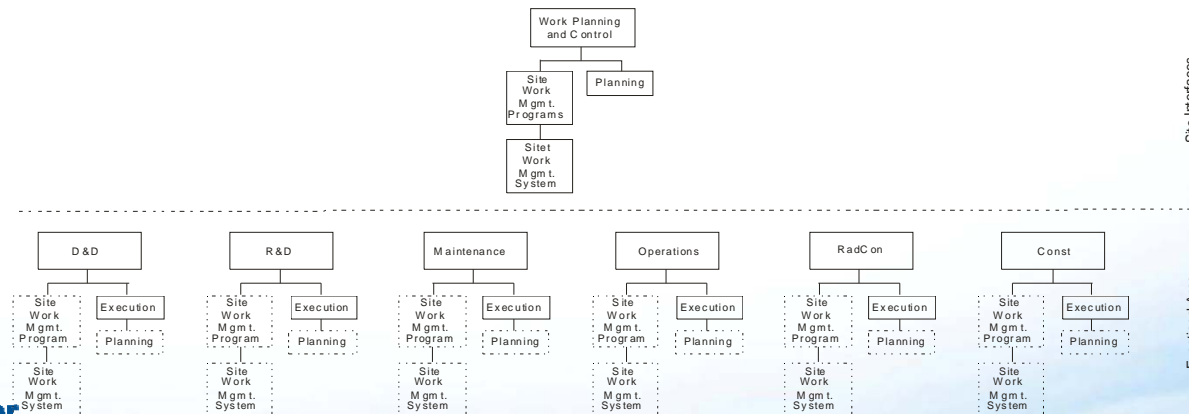 Work Planning
and Control
Site
Work
Mgmt.
Programs
Planning
Sitet
Work
Mgmt.
System
Site Interfaces
D&D
R&D
Maintenance
Operations
RadCon
Const
Site
Work
Mgmt.
Program
Execution
Planning
Site
Work
Mgmt.
System
Site
Work
Mgmt.
Program
Execution
Planning
Site
Work
Mgmt.
System
Site
Work
Mgmt.
Program
Execution
Planning
Site
Work
Mgmt.
System
Site
Work
Mgmt.
Program
Execution
Planning
Site
Work
Mgmt.
System
Site
Work
Mgmt.
Program
Execution
Planning
Site
Work
Mgmt.
System
Site
Work
Mgmt.
Program
Execution
Planning
Site
Work
Mgmt.
System